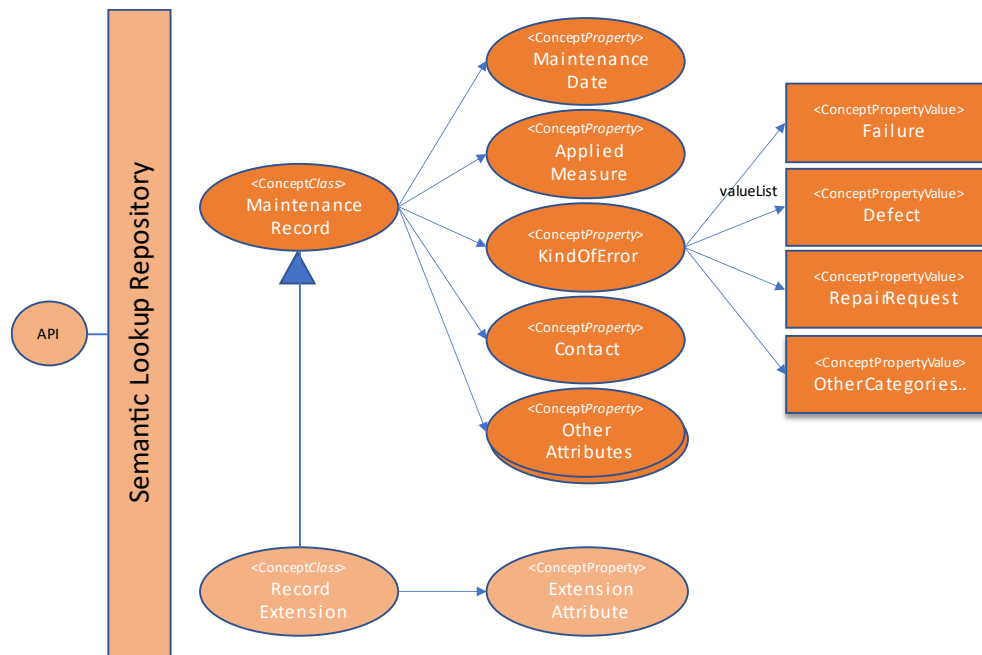 API
Semantic Lookup Repository
<ConceptClass>
Maintenance
Record
<ConceptProperty>
Maintenance
Date
<ConceptProperty>
Applied
Measure
<ConceptProperty>
KindOfError
<ConceptProperty>
Contact
<ConceptProperty>
Other
Attributes
valueList
<ConceptPropertyValue>
Failure
<ConceptPropertyValue>
Defect
<ConceptPropertyValue>
RepairRequest
<ConceptPropertyValue>
OtherCategories..
<ConceptClass>
Record
Extension
<ConceptProperty>
Extension
Attribute